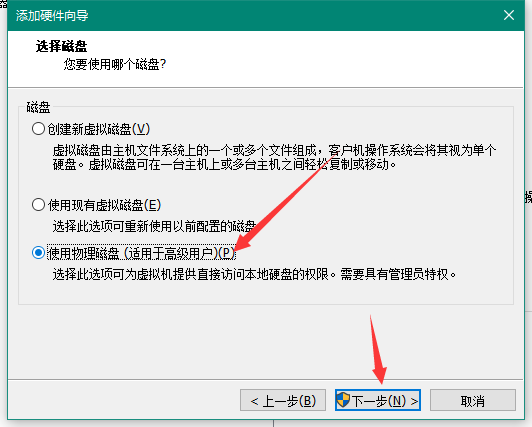 添加硬件向导
选择磁盘
您要使用哪个磁盘?
磁盘
创建新虚拟磁盘(V)
虚拟磁盘由主机文件系统上的一个或多个文件组成，客户机操作系统会将其视为单个
硬盘。虚拟磁盘可在一台主机上或多台主机之间轻松复制或移动。
使用现有虚拟磁盘(E)
选择此选项可重新使用以前配置的磁盘
使用物理磁盘 (适用于高级用户)(P)
选择此选项可为虚拟机提供直接访问本地硬盘的权限。需要具有管理员特权。
< 上一步(B)
下一步(N) >
取消